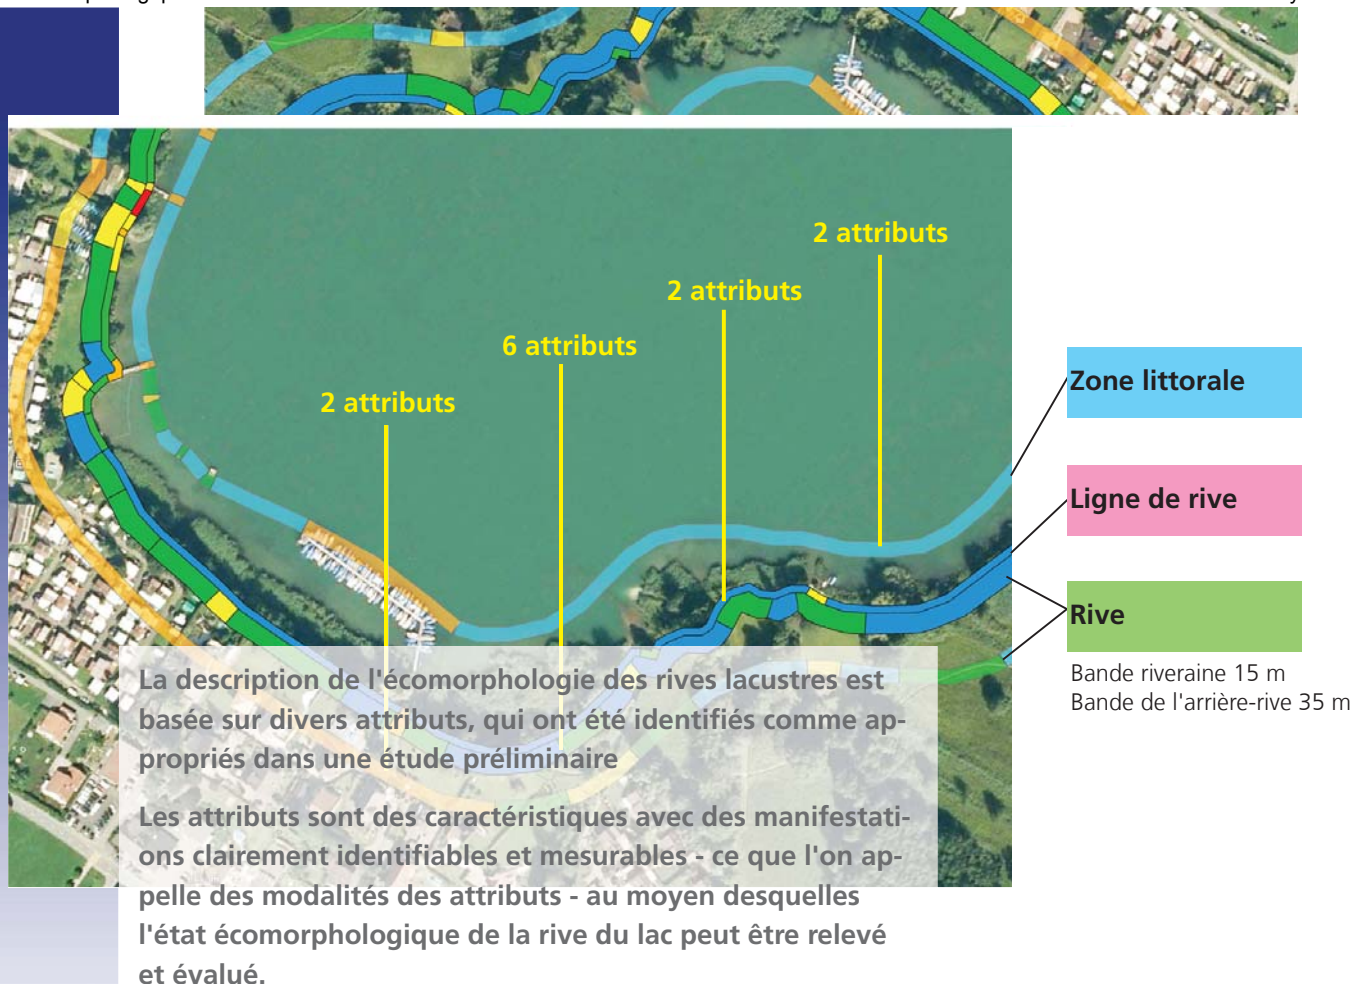 2 attributs
2 attributs
6 attributs
2 attributs
Zone littorale
Ligne de rive
Rive
Bande riveraine 15 m
Bande de l'arrière-rive 35 m
La description de l'écomorphologie des rives lacustres est
basée sur divers attributs, qui ont été identifiés comme ap-
propriés dans une étude préliminaire
Les attributs sont des caractéristiques avec des manifestati-
ons clairement identifiables et mesurables - ce que l'on ap-
pelle des modalités des attributs - au moyen desquelles
l'état écomorphologique de la rive du lac peut être relevé
et évalué.